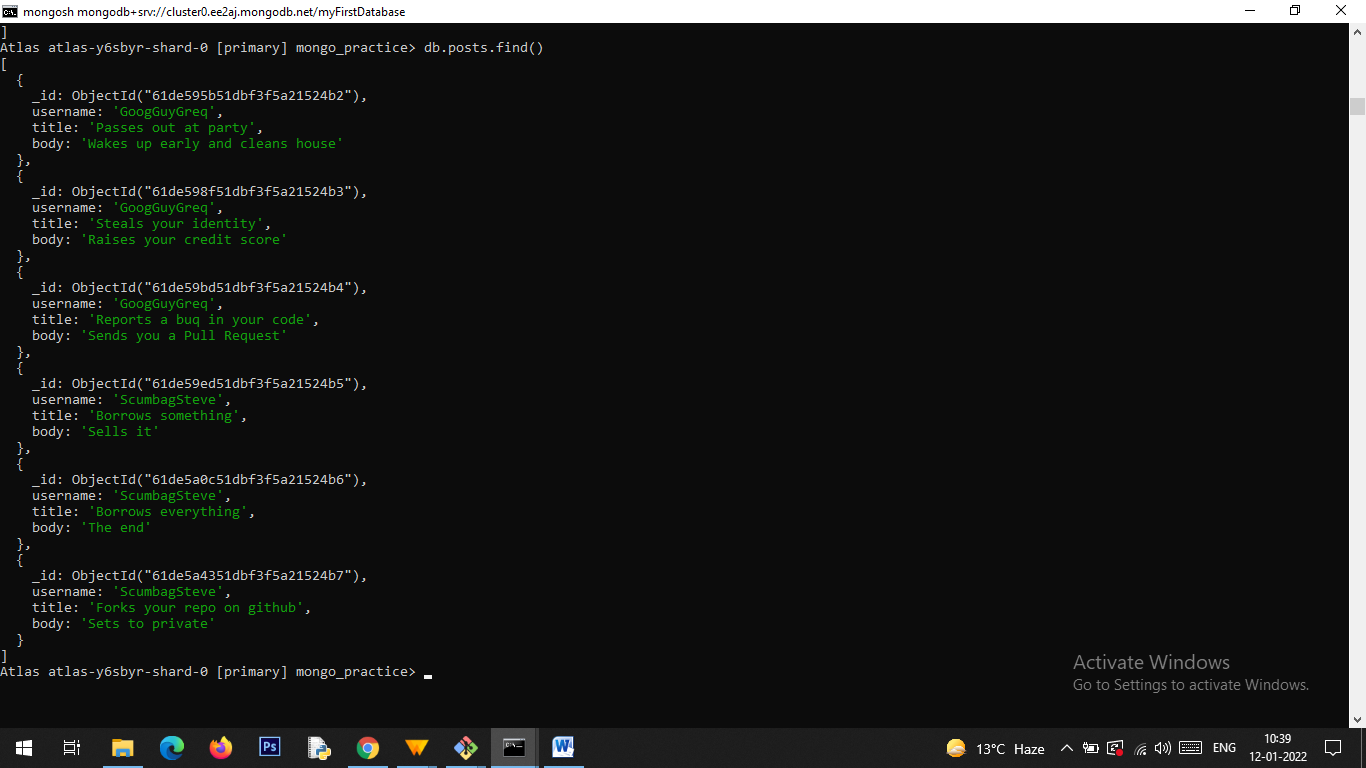 mongosh mongodb+srv://cluster0.ee2aj.mongodb.net/myFirstDatabase
]
Atlas atlas-y6sbyr-shard-0 [primary] mongo_practice> db.posts.find()
[
  {
    _id: ObjectId("61de595b51dbf3f5a21524b2"),
    username: 'GoogGuyGreq',
    title: 'Passes out at party',
    body: 'Wakes up early and cleans house'
  },
  {
    _id: ObjectId("61de598f51dbf3f5a21524b3"),
    username: 'GoogGuyGreq',
    title: 'Steals your identity',
    body: 'Raises your credit score'
  },
  {
    _id: ObjectId("61de59bd51dbf3f5a21524b4"),
    username: 'GoogGuyGreq',
    title: 'Reports a buq in your code',
    body: 'Sends you a Pull Request'
  },
  {
    _id: ObjectId("61de59ed51dbf3f5a21524b5"),
    username: 'ScumbagSteve',
    title: 'Borrows something',
    body: 'Sells it'
  },
  {
    _id: ObjectId("61de5a0c51dbf3f5a21524b6"),
    username: 'ScumbagSteve',
    title: 'Borrows everything',
    body: 'The end'
  },
  {
    _id: ObjectId("61de5a4351dbf3f5a21524b7"),
    username: 'ScumbagSteve',
    title: 'Forks your repo on github',
    body: 'Sets to private'
  }
]
Atlas atlas-y6sbyr-shard-0 [primary] mongo_practice>
Activate Windows
Go to Settings to activate Windows.
Ps
W
13°C Haze
ENG
10:39
12-01-2022